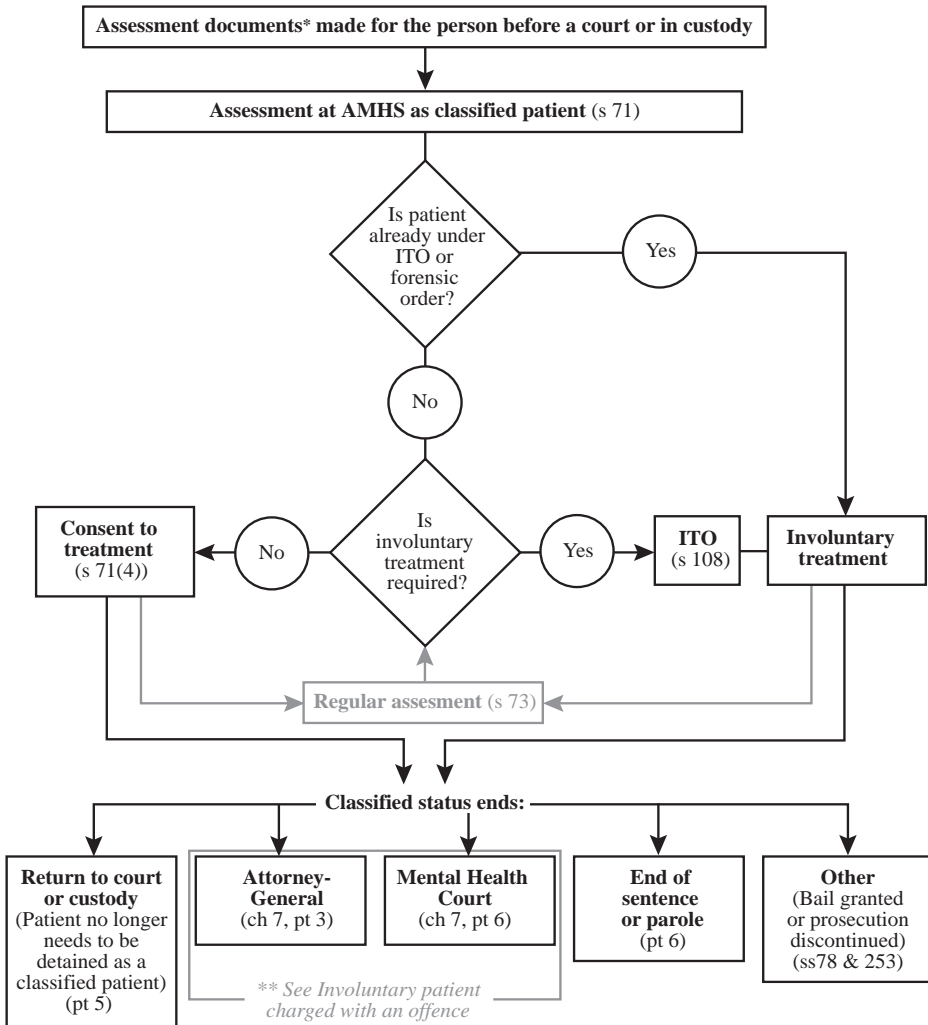 Assessment documents* made for the person before a court or in custody
Assessment at AMHS as classified patient (s 71)
Is patient
already under
ITO or
forensic
order?
Yes
No
Consent to
treatment
(s 71(4))
No
Is
involuntary
treatment
required?
Yes
ITO
(s 108)
Involuntary
treatment
Regular assesment (s 73)
Classified status ends:
Return to court
or custody
(Patient no longer
needs to be
detained as a
classified patient)
(pt 5)
Attorney-
General
(ch 7, pt 3)
Mental Health
Court
(ch 7, pt 6)
End of
sentence
or parole
(pt 6)
Other
(Bail granted
or prosecution
discontinued)
(ss78 & 253)
** See Involuntary patient
charged with an offence